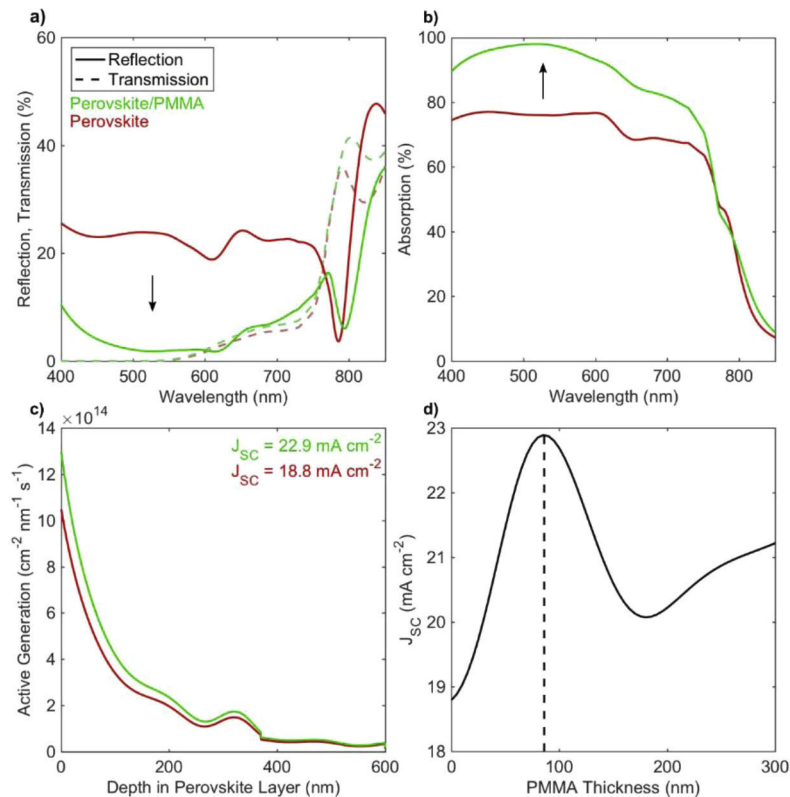 a)
60
40
20
0
Reflection, Transmission (%)
Reflection
Transmission
Perovskite/PMMA
Perovskite
400 500 600 700 800
Wavelength (nm)
b)
100
80
60
40
20
0
Absorption (%)
400 500 600 700 800
Wavelength (nm)
c)
× 10^14
14
12
10
8
6
4
2
0
Active Generation (cm^-2 nm^-1 s^-1)
J_SC = 22.9 mA cm^-2
J_SC = 18.8 mA cm^-2
0 200 400 600
Depth in Perovskite Layer (nm)
d)
23
22
21
20
19
18
J_SC (mA cm^-2)
0 100 200 300
PMMA Thickness (nm)